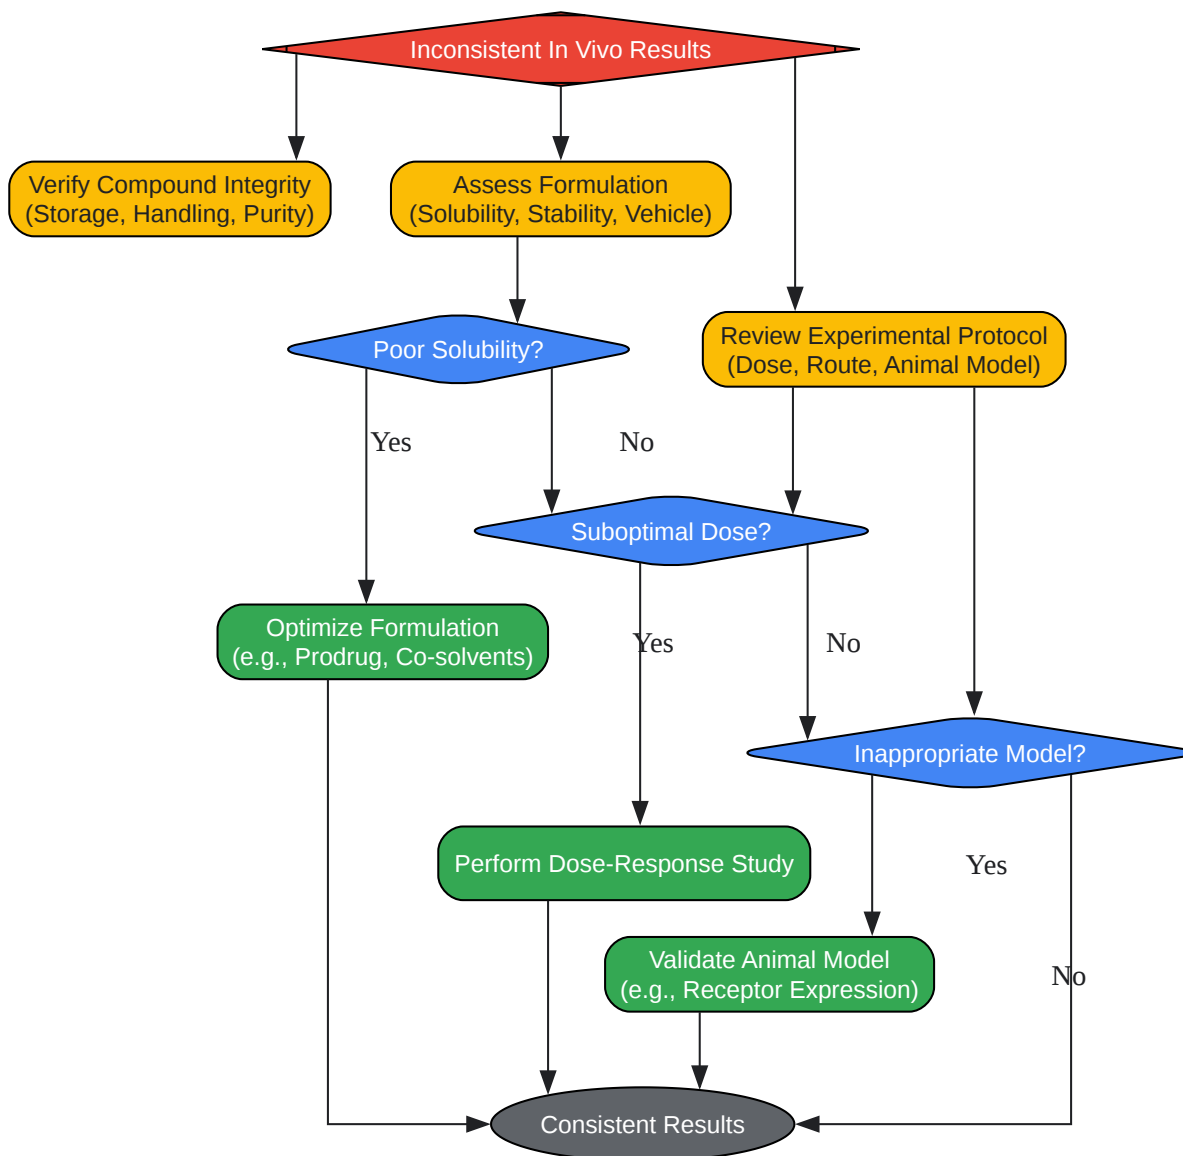 Inconsistent In Vivo Results
Verify Compound Integrity
(Storage, Handling, Purity)
Assess Formulation
(Solubility, Stability, Vehicle)
Poor Solubility?
Review Experimental Protocol
(Dose, Route, Animal Model)
Yes
No
Suboptimal Dose?
Optimize Formulation
(e.g., Prodrug, Co-solvents)
Yes
No
Inappropriate Model?
Perform Dose-Response Study
Yes
Validate Animal Model
(e.g., Receptor Expression)
No
Consistent Results